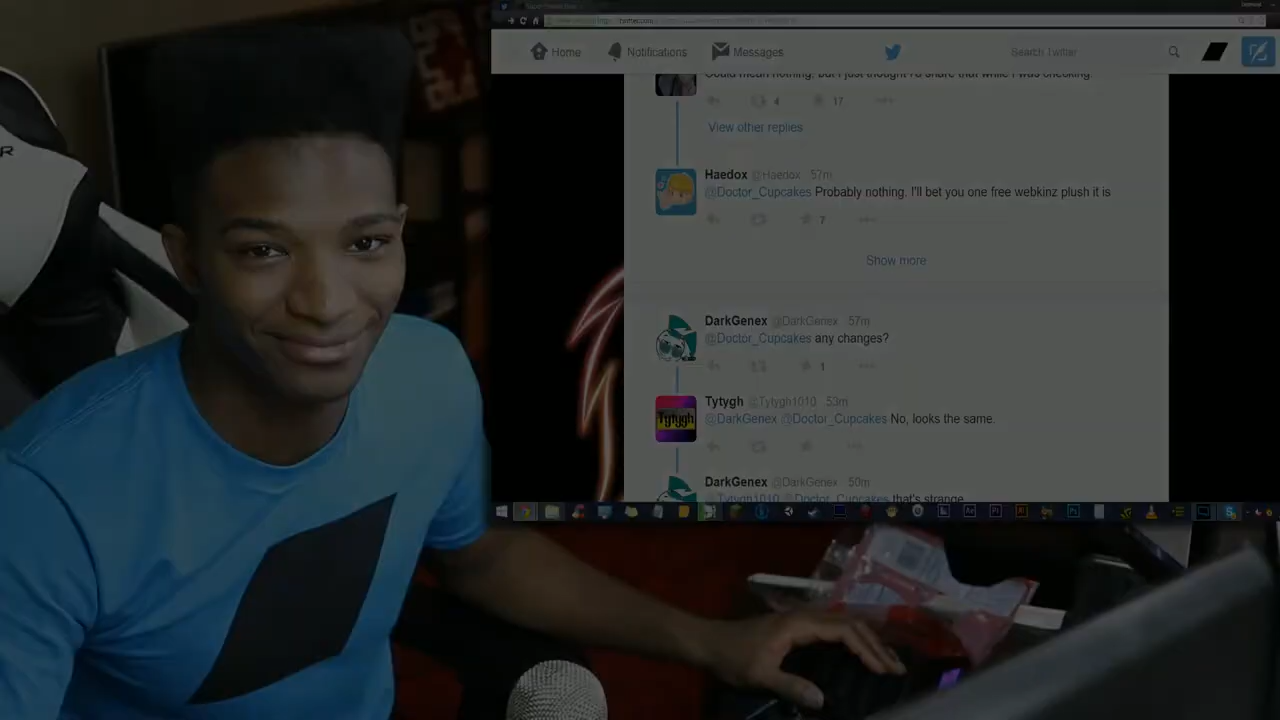 Home
Notifications
Messages
Search Twitter
Could mean nothing, but I just thought I'd share that while I was checking.
4
17
View other replies
Haedox @Haedox 57m
@Doctor_Cupcakes Probably nothing. I'll bet you one free webkinz plush it is
7
Show more
DarkGenex @DarkGenex 57m
@Doctor_Cupcakes any changes?
1
Tytygh @Tytygh1010 53m
Tytygh
@DarkGenex @Doctor_Cupcakes No, looks the same.
DarkGenex @DarkGenex 50m
@Tytygh1010 @Doctor_Cupcakes that's strange